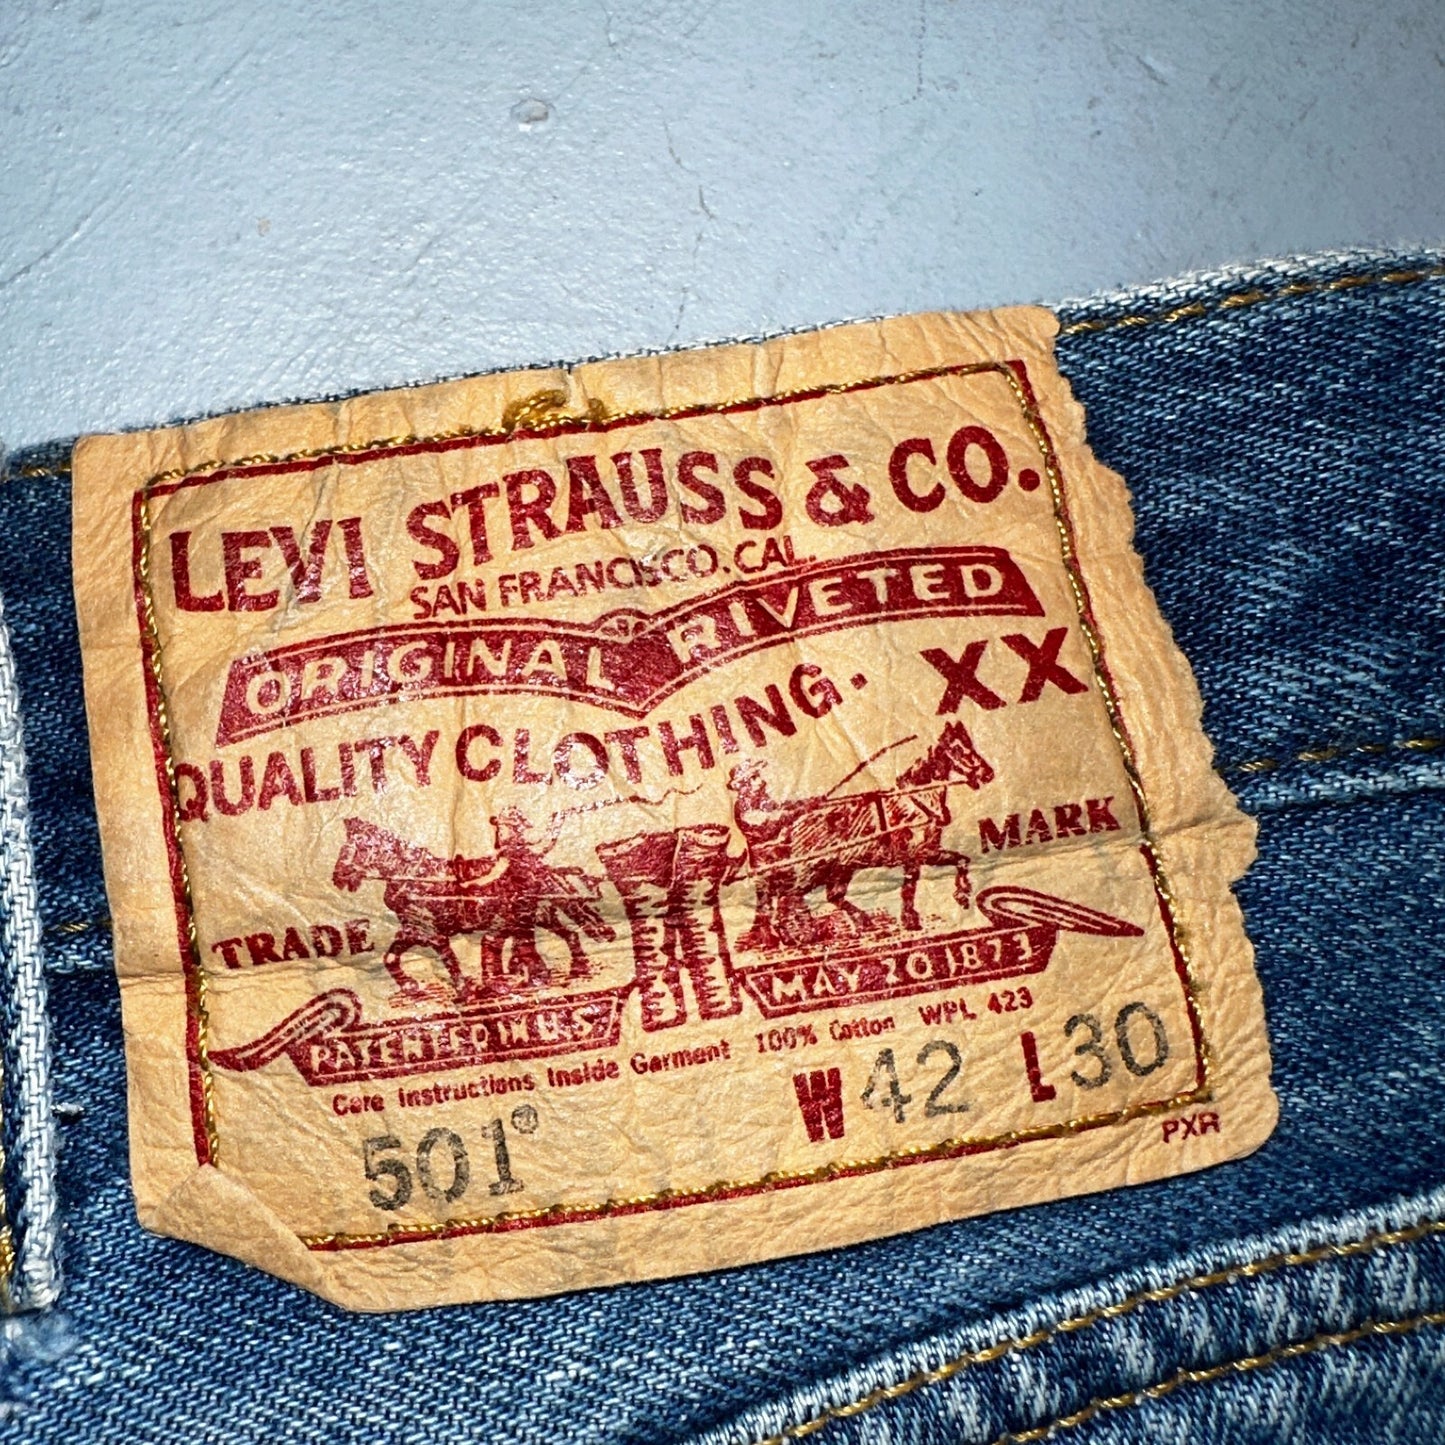 LEVI STRAUSS & CO.
SAN FRANCISCO. CAL.
ORIGINAL RIVETED
QUALITY CLOTHING. XX
TRADE MARK
PATENTED IN U.S. MAY 20 1873
Care Instructions Inside Garment 100% Cotton WPL 423
501® W 42 L 30
PXR